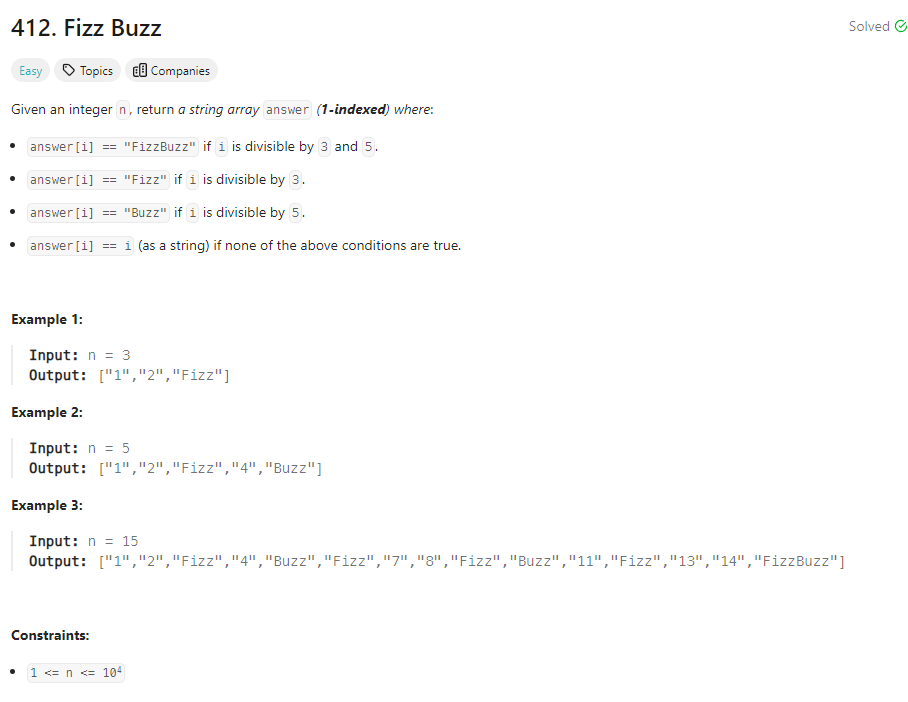 412. Fizz Buzz
Solved
Easy
Topics
Companies
Given an integer n, return a string array answer (1-indexed) where:
answer[i] == "FizzBuzz" if i is divisible by 3 and 5.
answer[i] == "Fizz" if i is divisible by 3.
answer[i] == "Buzz" if i is divisible by 5.
answer[i] == i (as a string) if none of the above conditions are true.
Example 1:
Input: n = 3
Output: ["1","2","Fizz"]
Example 2:
Input: n = 5
Output: ["1","2","Fizz","4","Buzz"]
Example 3:
Input: n = 15
Output: ["1","2","Fizz","4","Buzz","Fizz","7","8","Fizz","Buzz","11","Fizz","13","14","FizzBuzz"]
Constraints:
1 <= n <= 10⁴